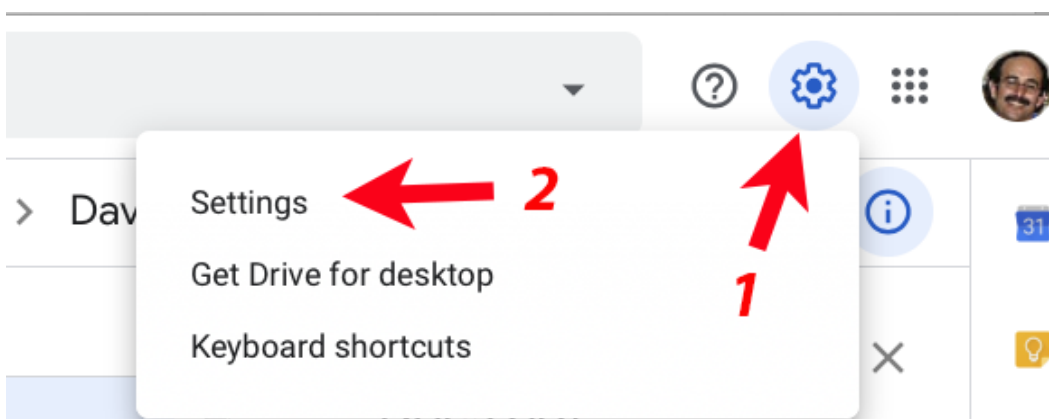 > Dav
Settings
2
Get Drive for desktop
1
Keyboard shortcuts
31